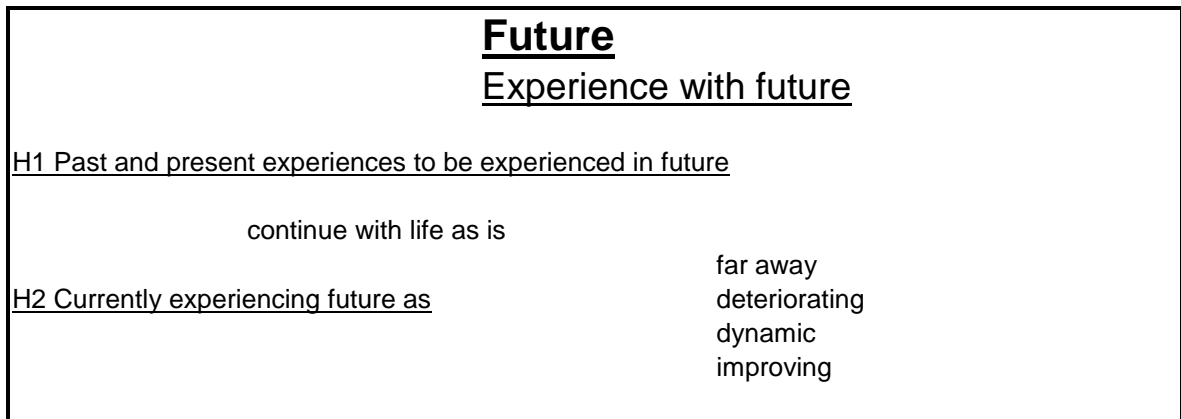 Future
Experience with future
H1 Past and present experiences to be experienced in future
continue with life as is
far away
H2 Currently experiencing future as deteriorating
dynamic
improving